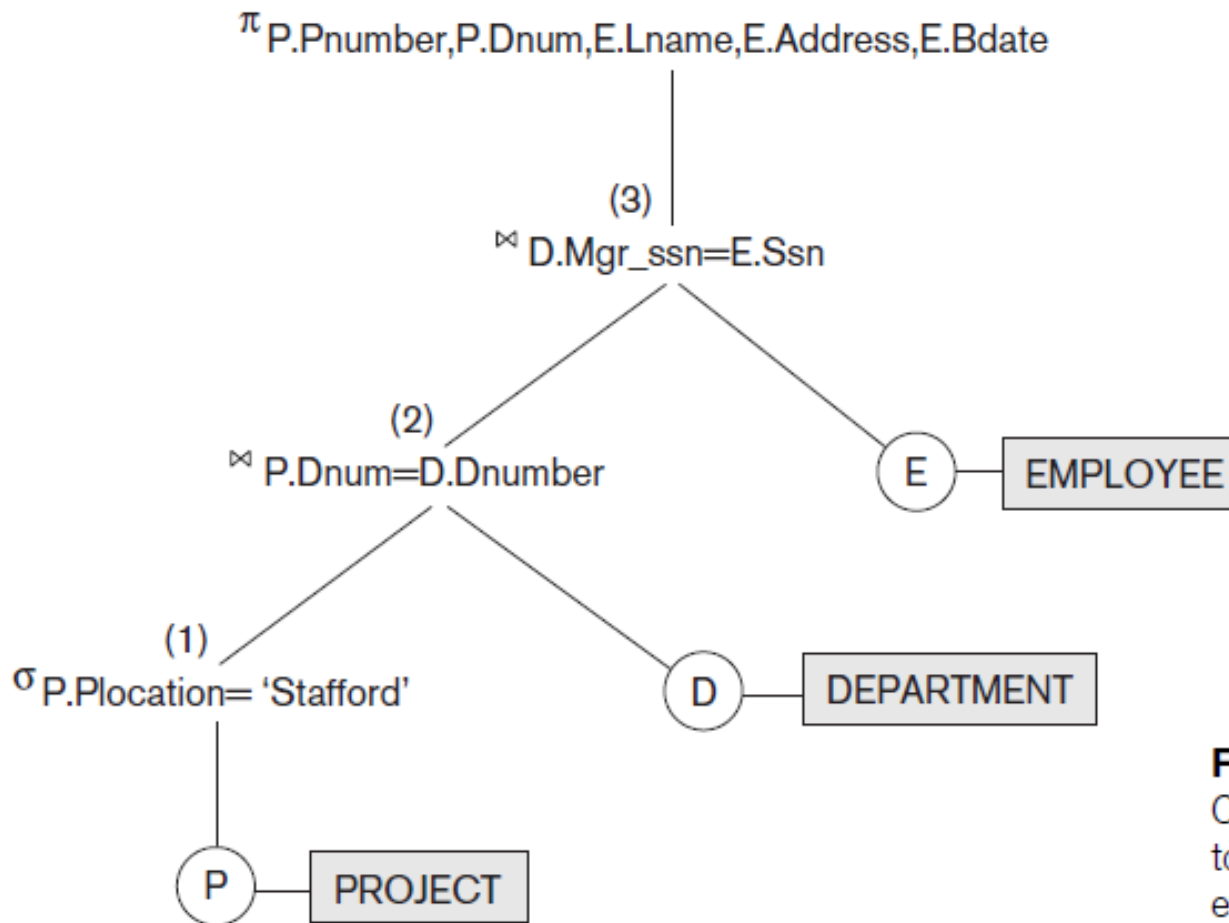 π P.Pnumber,P.Dnum,E.Lname,E.Address,E.Bdate
(3)
⋈ D.Mgr_ssn=E.Ssn
(2)
⋈ P.Dnum=D.Dnumber
E
EMPLOYEE
(1)
σ P.Plocation= ‘Stafford’
D
DEPARTMENT
P
PROJECT